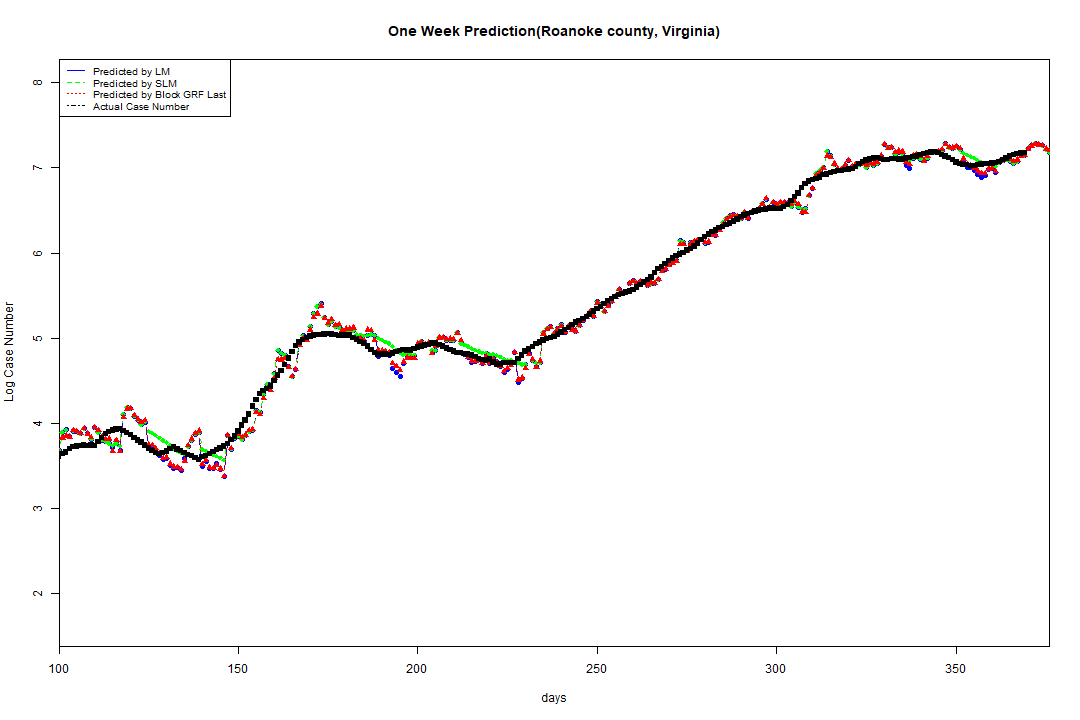 One Week Prediction(Roanoke county, Virginia)
Predicted by LM
Predicted by SLM
Predicted by Block GRF Last
Actual Case Number
8
7
6
5
4
3
2
Log Case Number
100 150 200 250 300 350
days